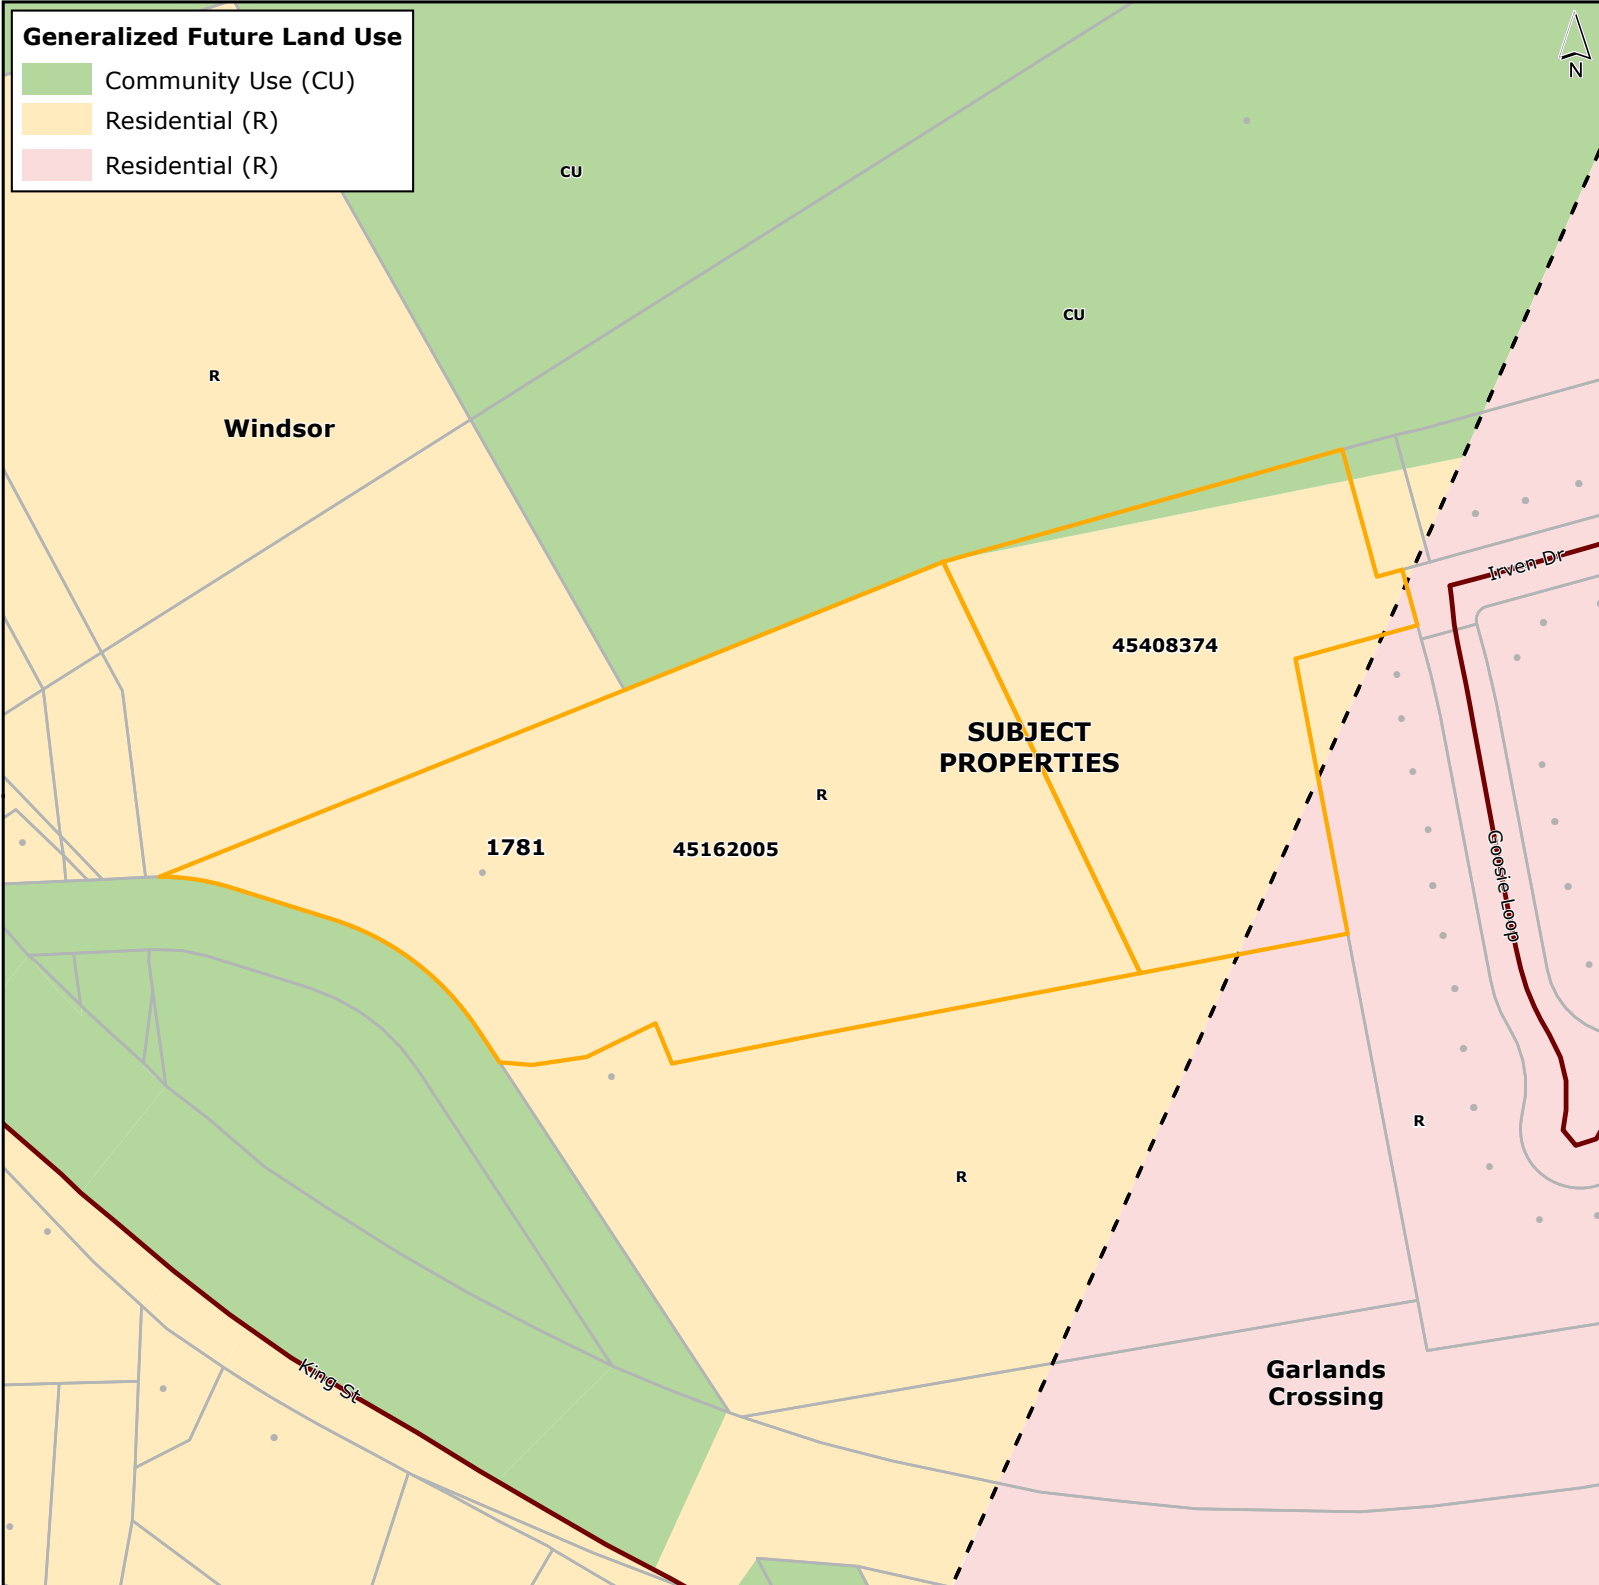 Generalized Future Land Use
Community Use (CU)
Residential (R)
Residential (R)
N
CU
CU
R
Windsor
Irven Dr
45408374
SUBJECT
PROPERTIES
R
1781
45162005
Goosie Loop
R
R
King St
Garlands
Crossing